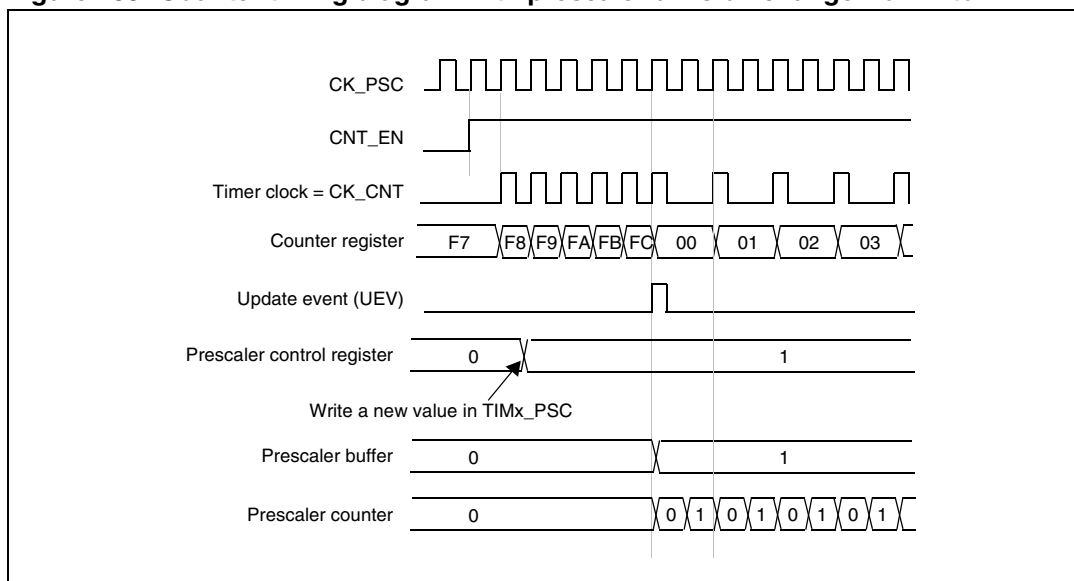 CK_PSC
CNT_EN
Timer clock = CK_CNT
Counter register F7 F8 F9 FA FB FC 00 01 02 03
Update event (UEV)
Prescaler control register 0 1
Write a new value in TIMx_PSC
Prescaler buffer 0 1
Prescaler counter 0 0 1 0 1 0 1 0 1